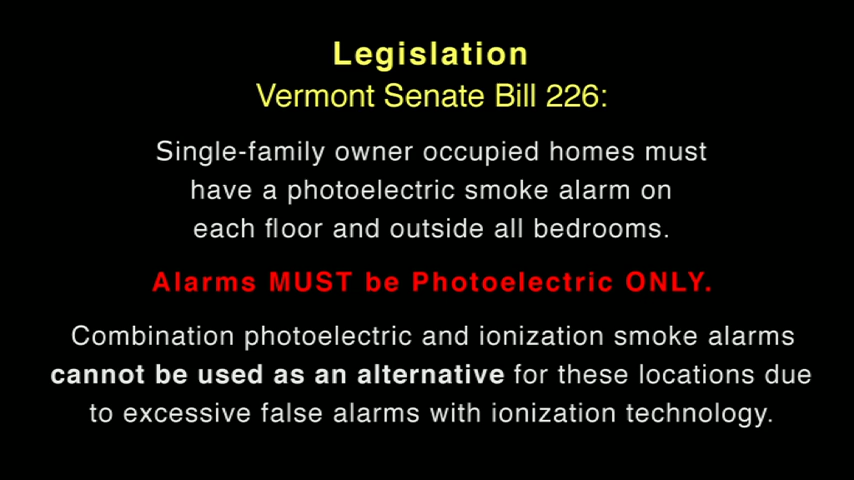 Legislation
Vermont Senate Bill 226:
Single-family owner occupied homes must
have a photoelectric smoke alarm on
each floor and outside all bedrooms.
Alarms MUST be Photoelectric ONLY.
Combination photoelectric and ionization smoke alarms
cannot be used as an alternative for these locations due
to excessive false alarms with ionization technology.